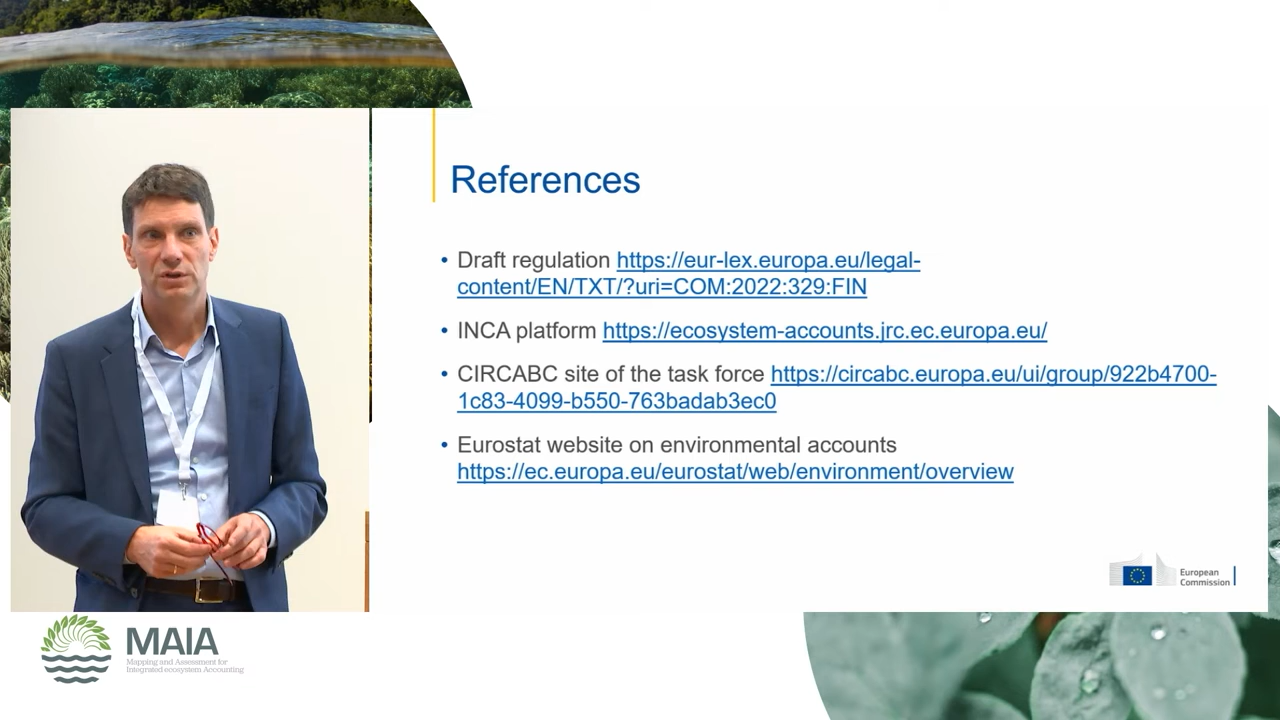 References
• Draft regulation https://eur-lex.europa.eu/legal-
content/EN/TXT/?uri=COM:2022:329:FIN
• INCA platform https://ecosystem-accounts.jrc.ec.europa.eu/
• CIRCABC site of the task force https://circabc.europa.eu/ui/group/922b4700-
1c83-4099-b550-763badab3ec0
• Eurostat website on environmental accounts
https://ec.europa.eu/eurostat/web/environment/overview
European
Commission
MAIA
Mapping and Assessment for
Integrated ecosystem Accounting